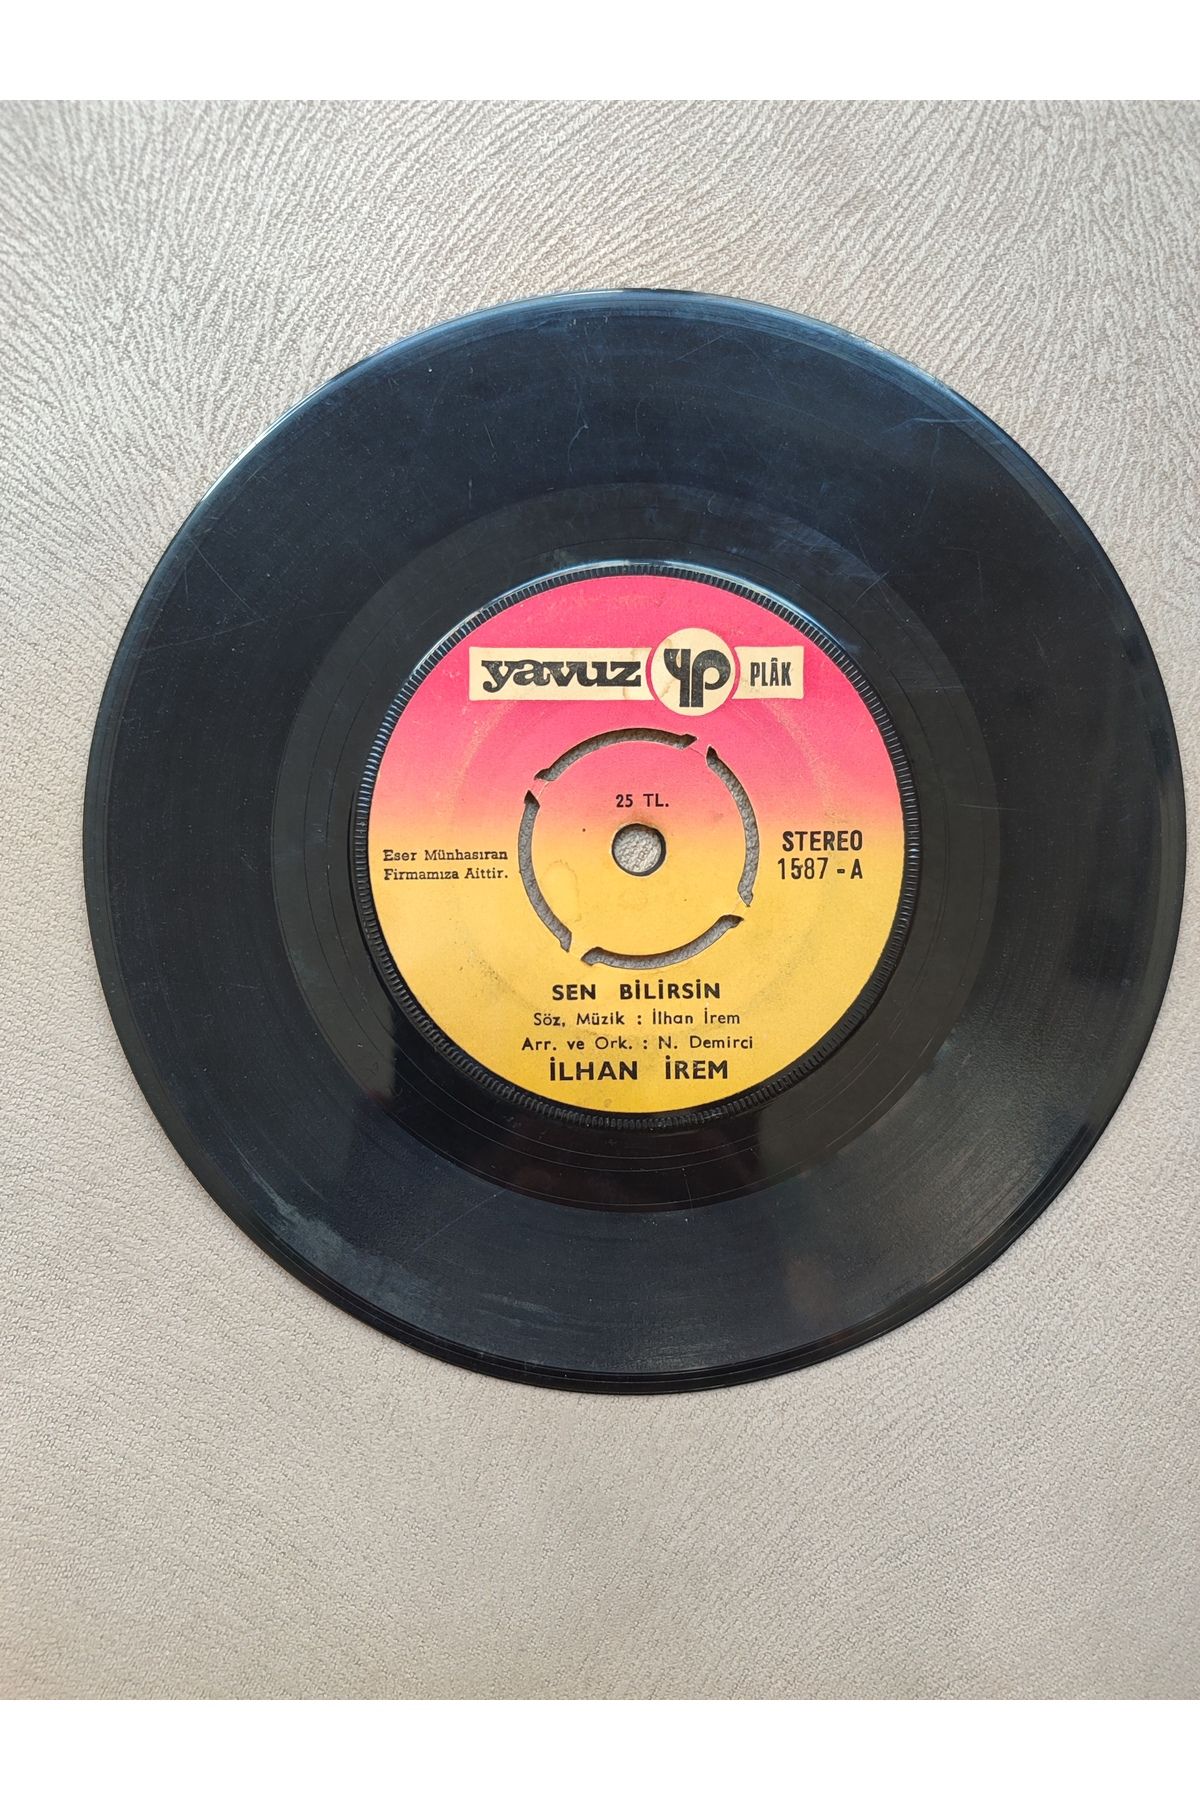 yavuz yp PLÂK
25 TL.
Eser Münhasıran
Firmamıza Aittir.
STEREO
1587 - A
SEN BİLİRSİN
Söz, Müzik : İlhan İrem
Arr. ve Ork. : N. Demirci
İLHAN İREM